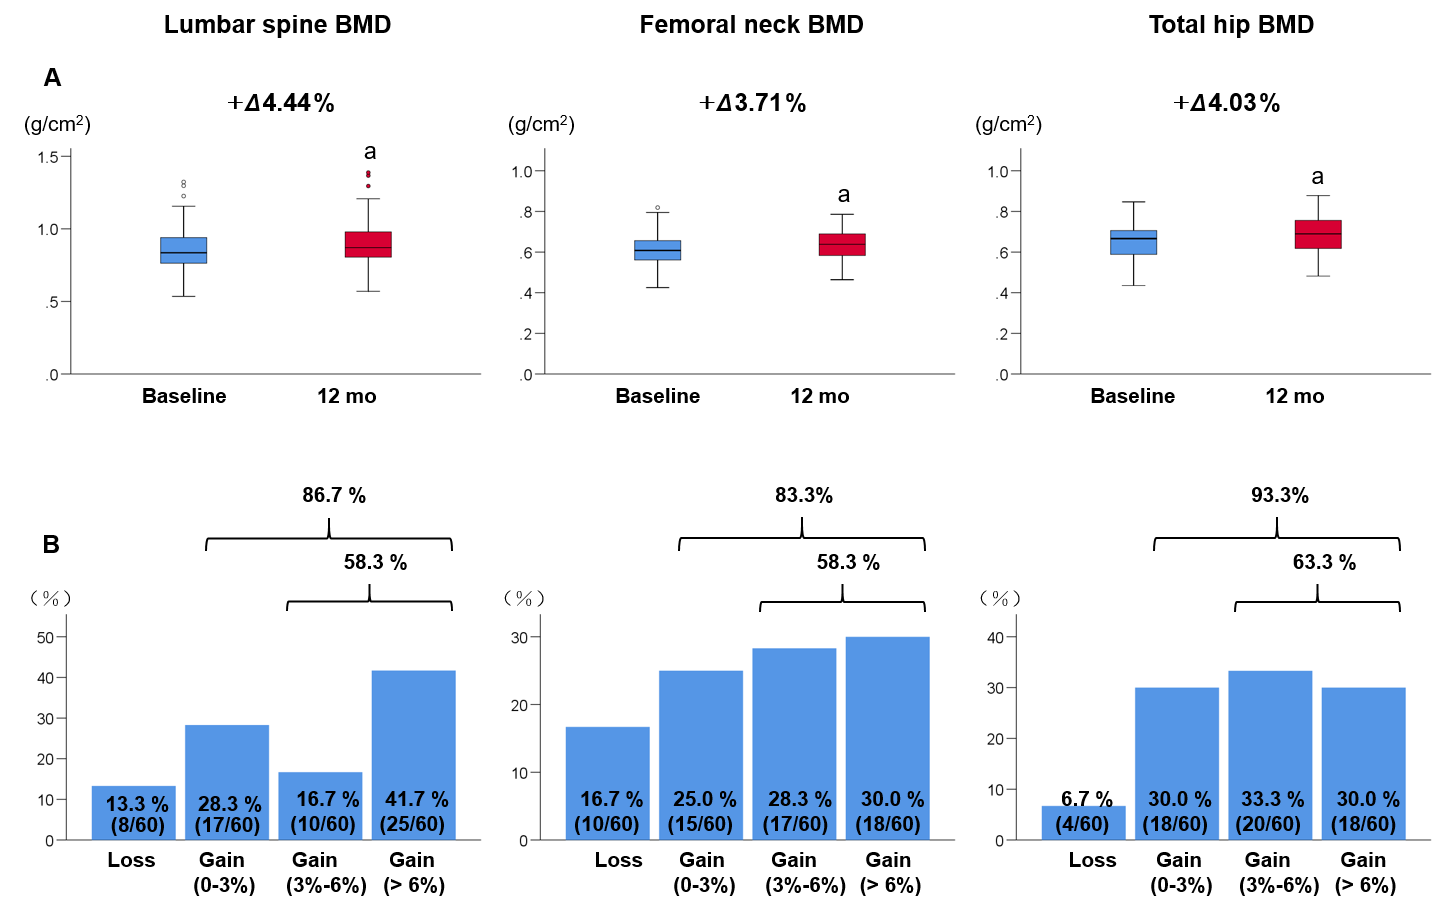 Lumbar spine BMD
Femoral neck BMD
Total hip BMD
A
+Δ4.44%
+Δ3.71%
+Δ4.03%
(g/cm²)
(g/cm²)
(g/cm²)
a
a
a
1.5
1.0
.5
.0
1.0
.8
.6
.4
.2
.0
1.0
.8
.6
.4
.2
.0
Baseline
12 mo
Baseline
12 mo
Baseline
12 mo
B
86.7 %
58.3 %
83.3%
58.3 %
93.3%
63.3 %
(%)
50
40
30
20
10
0
13.3 %
(8/60)
28.3 %
(17/60)
16.7 %
(10/60)
41.7 %
(25/60)
Loss
Gain
(0-3%)
Gain
(3%-6%)
Gain
(> 6%)
(%)
30
20
10
0
16.7 %
(10/60)
25.0 %
(15/60)
28.3 %
(17/60)
30.0 %
(18/60)
Loss
Gain
(0-3%)
Gain
(3%-6%)
Gain
(> 6%)
(%)
40
30
20
10
0
6.7 %
(4/60)
30.0 %
(18/60)
33.3 %
(20/60)
30.0 %
(18/60)
Loss
Gain
(0-3%)
Gain
(3%-6%)
Gain
(> 6%)